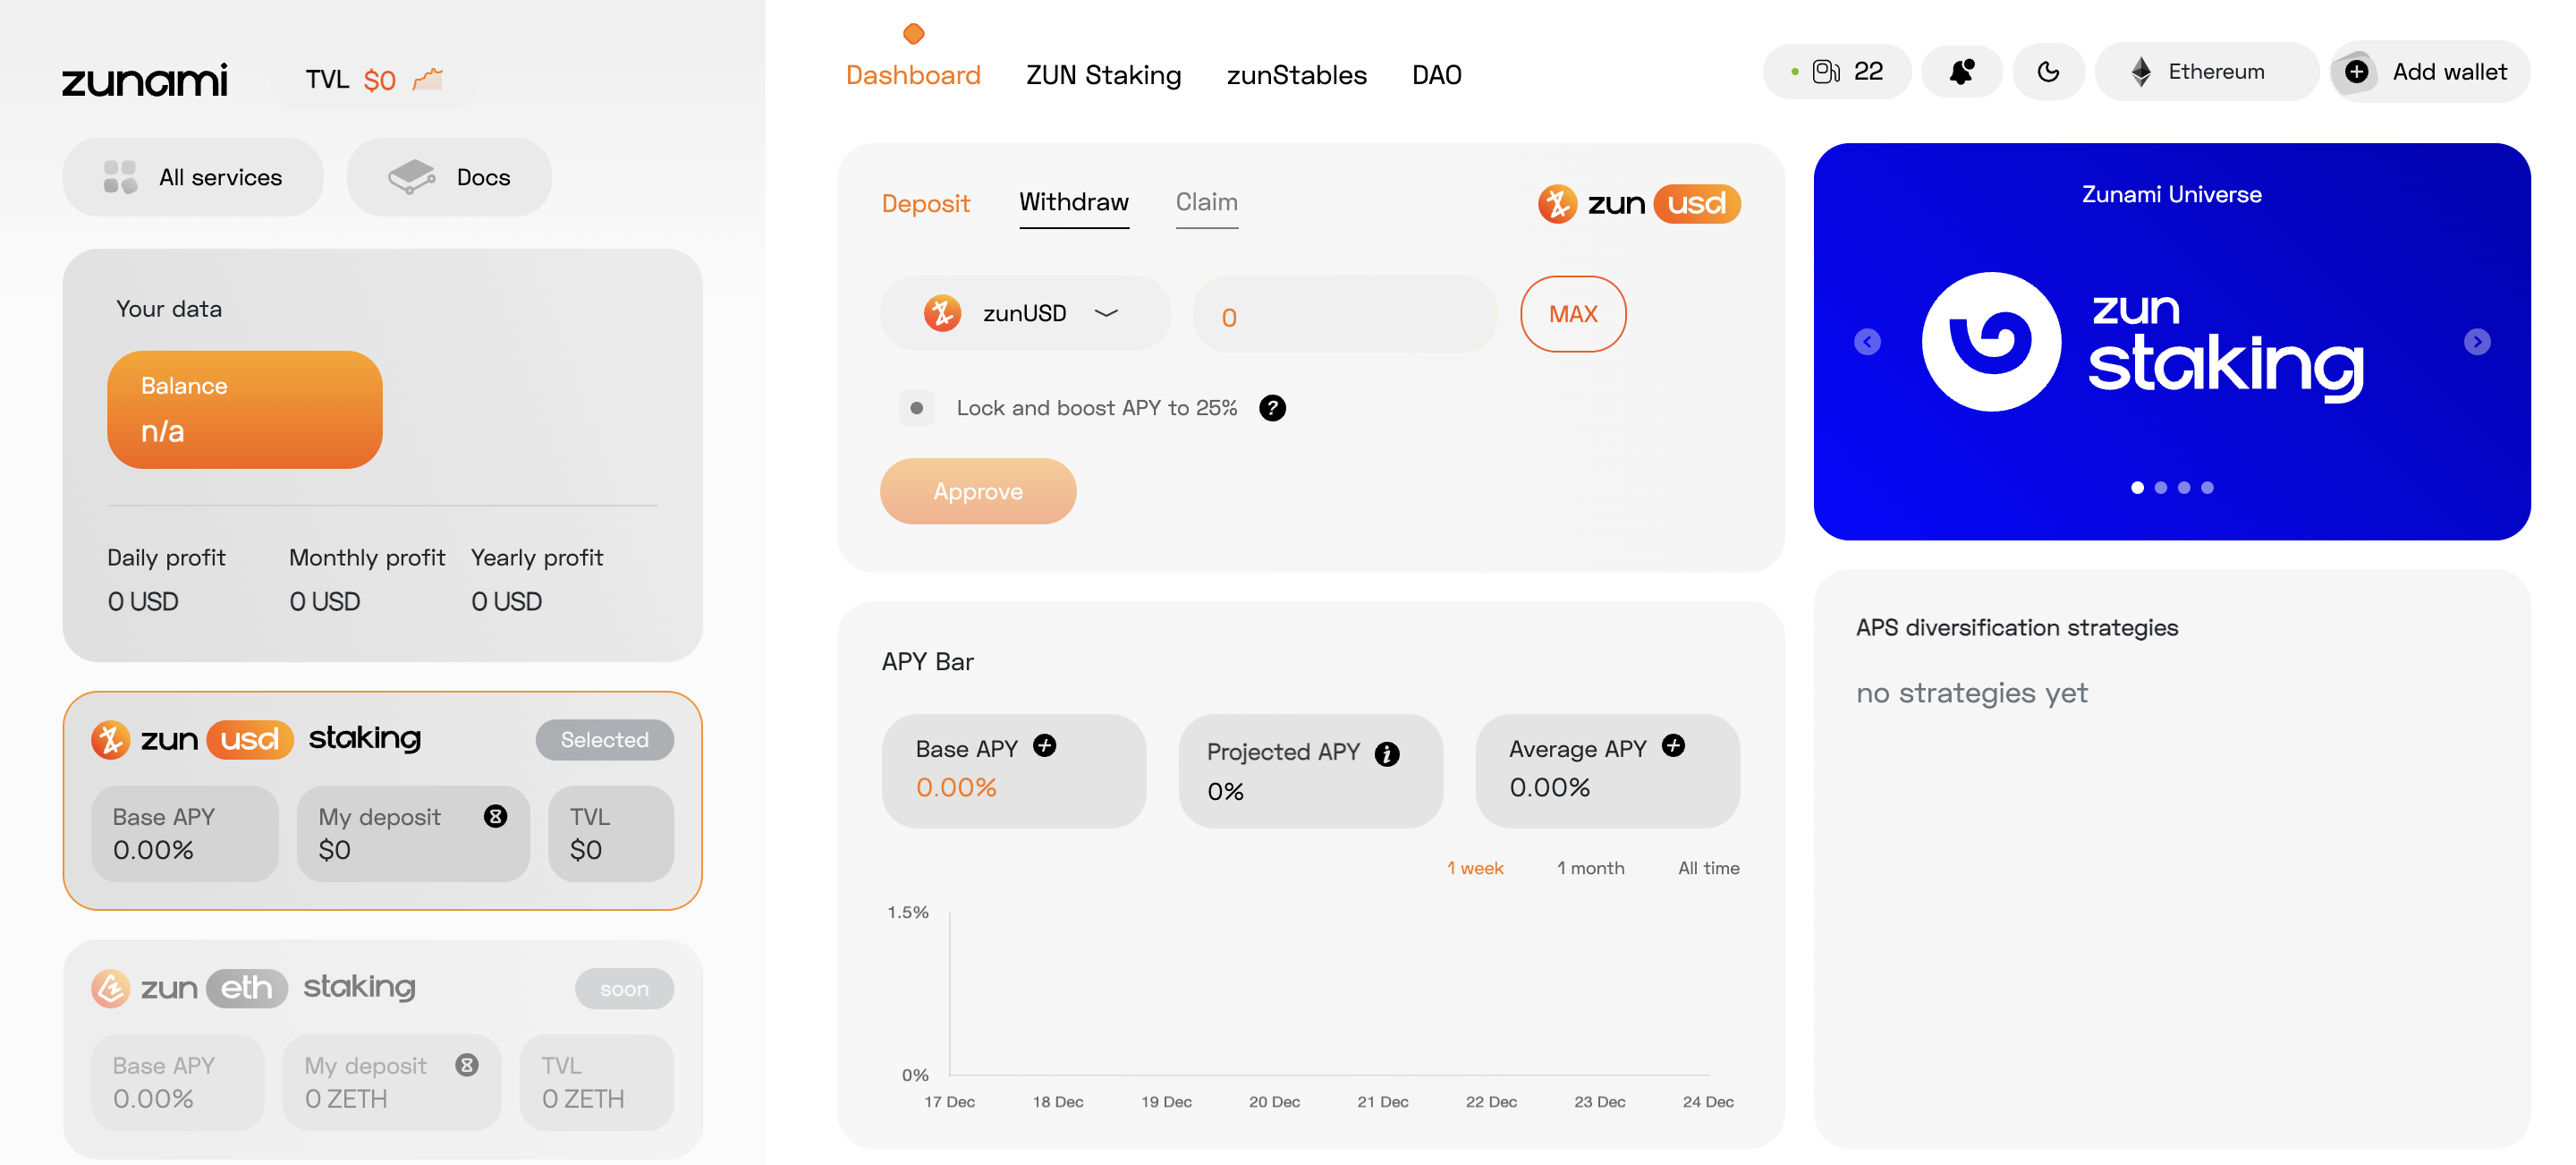 zunami
TVL $0
All services
Docs
Your data
Balance
n/a
Daily profit
Monthly profit
Yearly profit
0 USD
0 USD
0 USD
zun usd staking
Selected
Base APY
0.00%
My deposit
$0
TVL
$0
zun eth staking
soon
Base APY
0.00%
My deposit
0 ZETH
TVL
0 ZETH
Dashboard
ZUN Staking
zunStables
DAO
22
Ethereum
Add wallet
Deposit
Withdraw
Claim
zun usd
zunUSD
0
MAX
Lock and boost APY to 25%
?
Approve
APY Bar
Base APY
0.00%
Projected APY
0%
Average APY
0.00%
1 week
1 month
All time
1.5%
0%
17 Dec
18 Dec
19 Dec
20 Dec
21 Dec
22 Dec
23 Dec
24 Dec
Zunami Universe
zun
staking
APS diversification strategies
no strategies yet